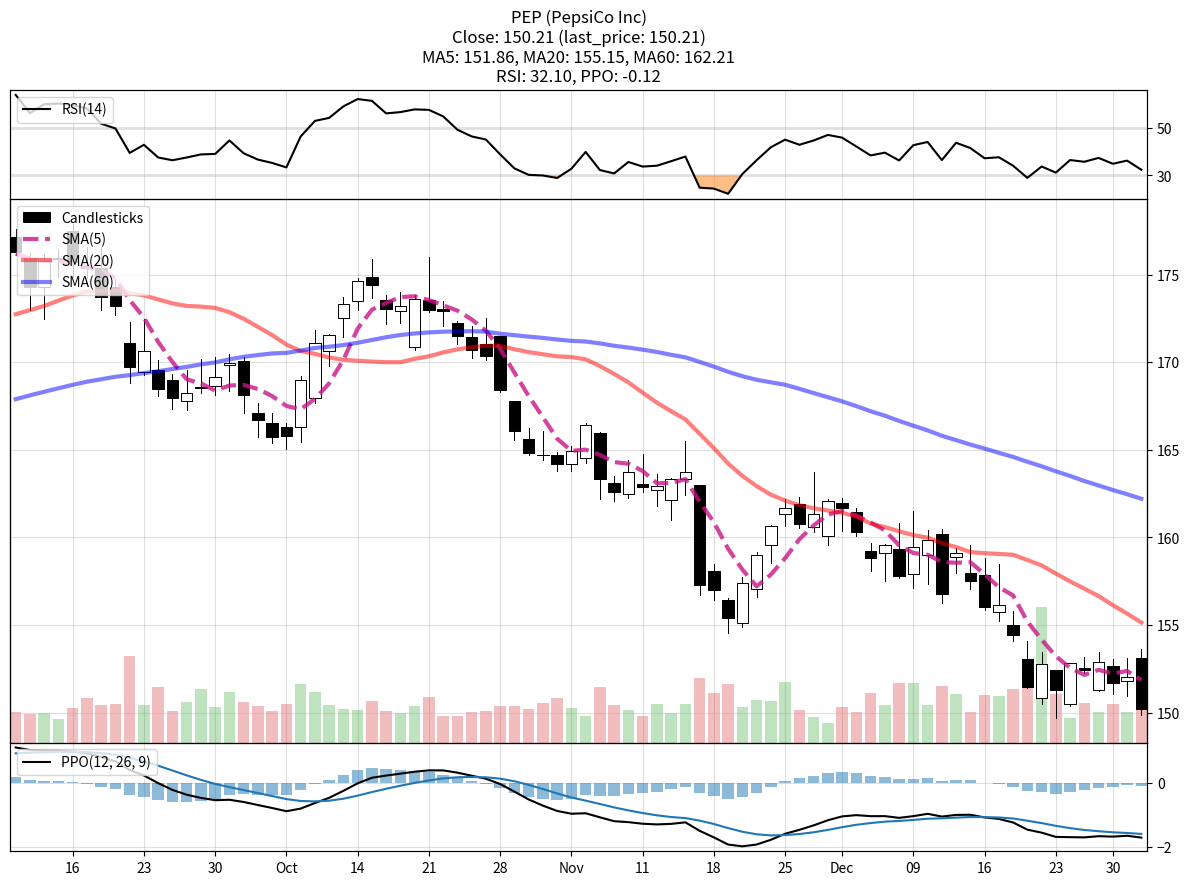 PEP (PepsiCo Inc)
Close: 150.21 (last_price: 150.21)
MA5: 151.86, MA20: 155.15, MA60: 162.21
RSI: 32.10, PPO: -0.12
RSI(14)
50
30
Candlesticks
SMA(5)
SMA(20)
SMA(60)
175
170
165
160
155
150
PPO(12, 26, 9)
0
−2
16 23 30 Oct 14 21 28 Nov 11 18 25 Dec 09 16 23 30